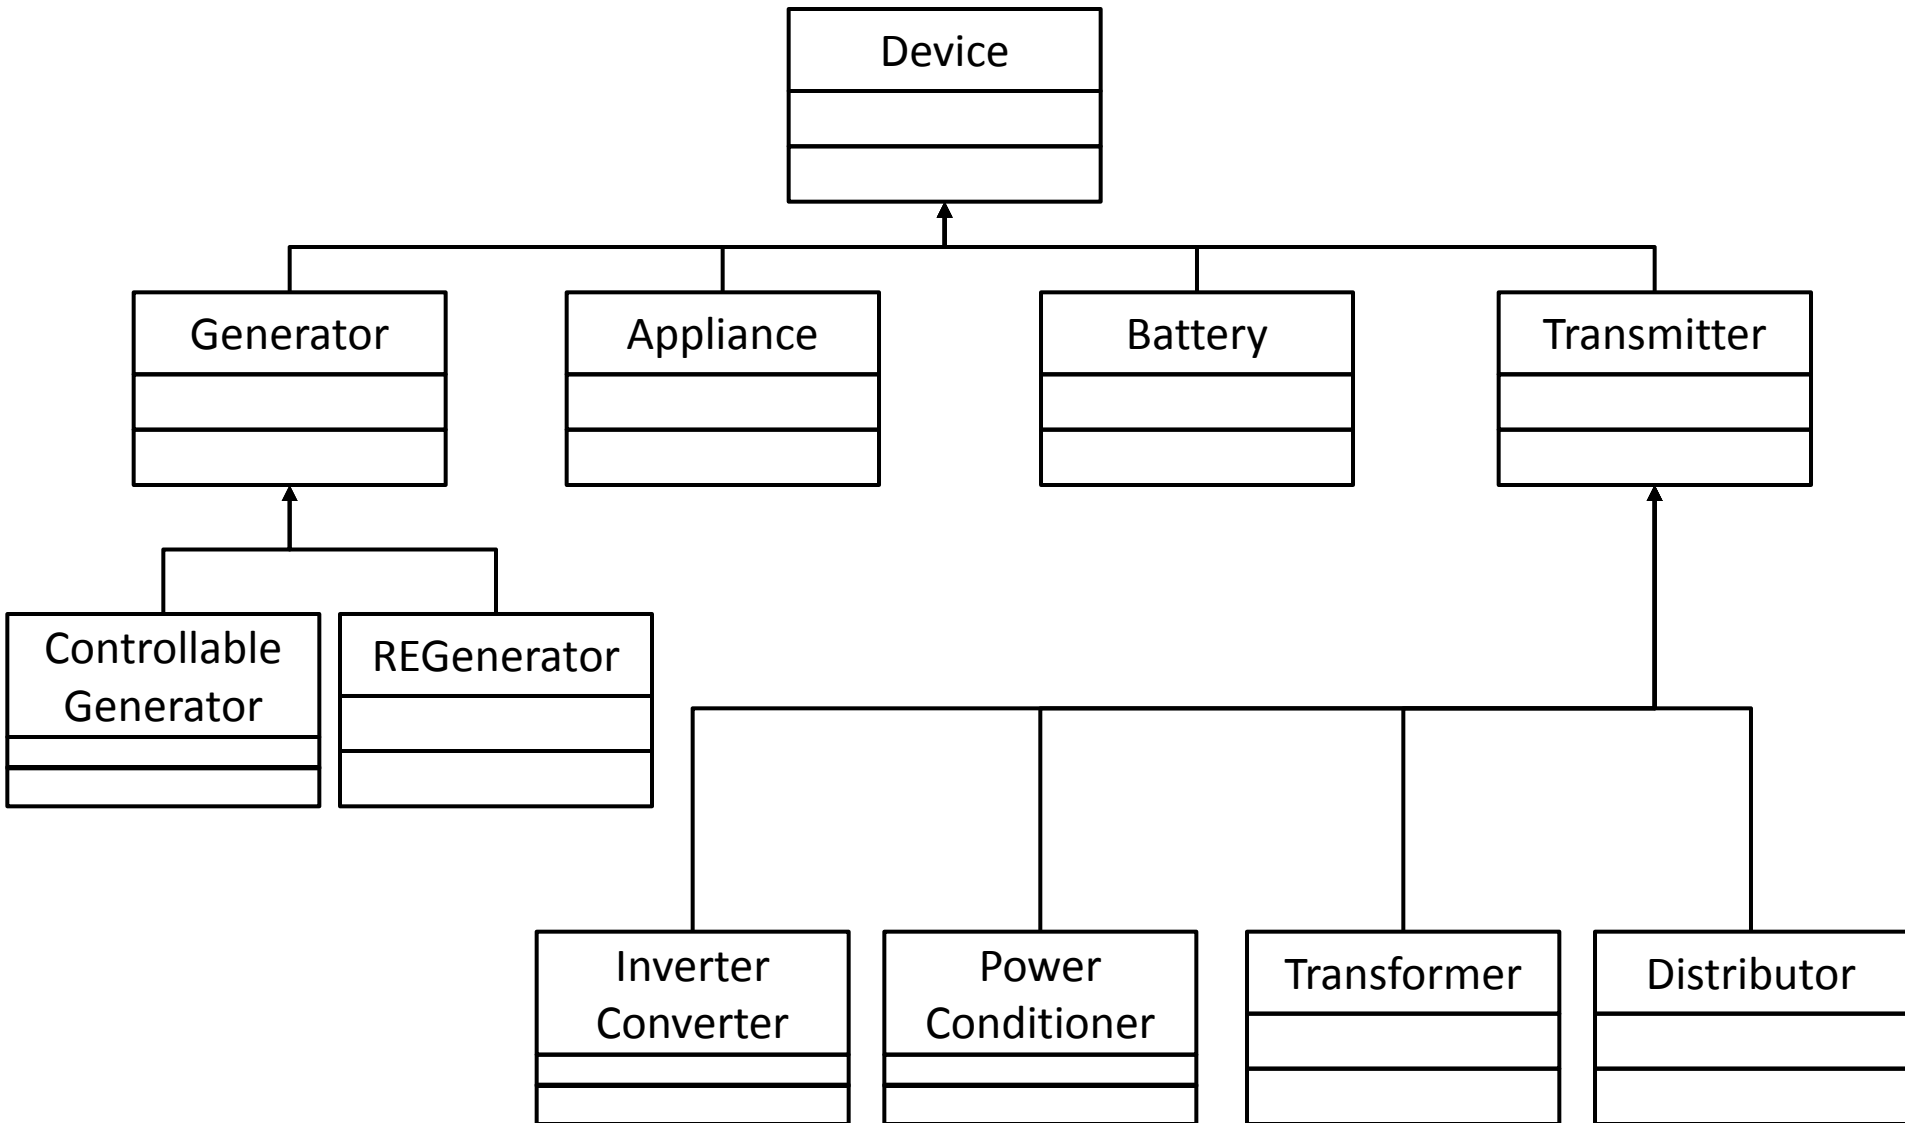 Device
Generator
Appliance
Battery
Transmitter
Controllable
Generator
REGenerator
Inverter
Converter
Power
Conditioner
Transformer
Distributor